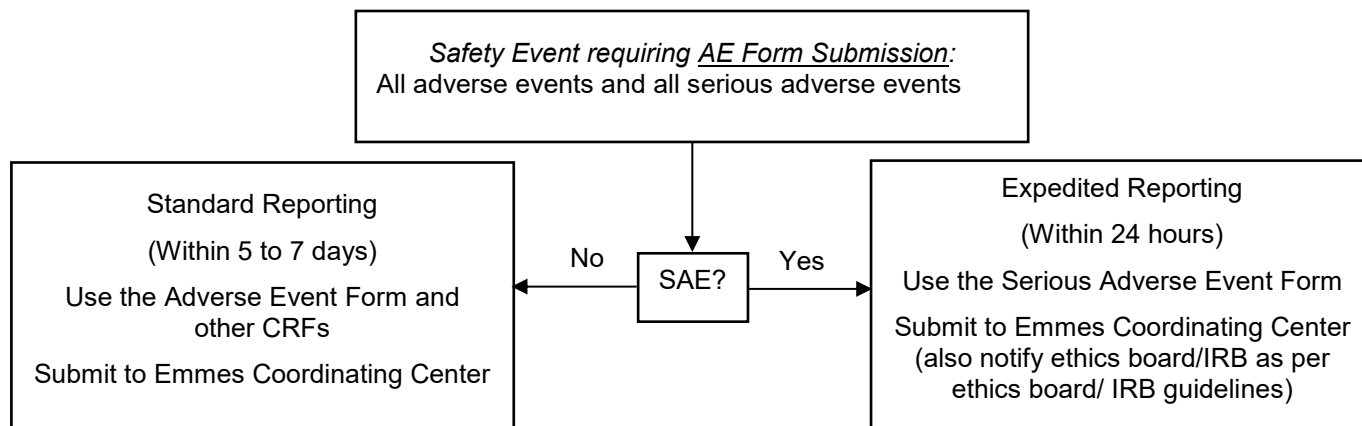 Safety Event requiring AE Form Submission:
All adverse events and all serious adverse events
Standard Reporting
(Within 5 to 7 days)
Use the Adverse Event Form and
other CRFs
Submit to Emmes Coordinating Center
No
SAE?
Yes
Expedited Reporting
(Within 24 hours)
Use the Serious Adverse Event Form
Submit to Emmes Coordinating Center
(also notify ethics board/IRB as per
ethics board/ IRB guidelines)